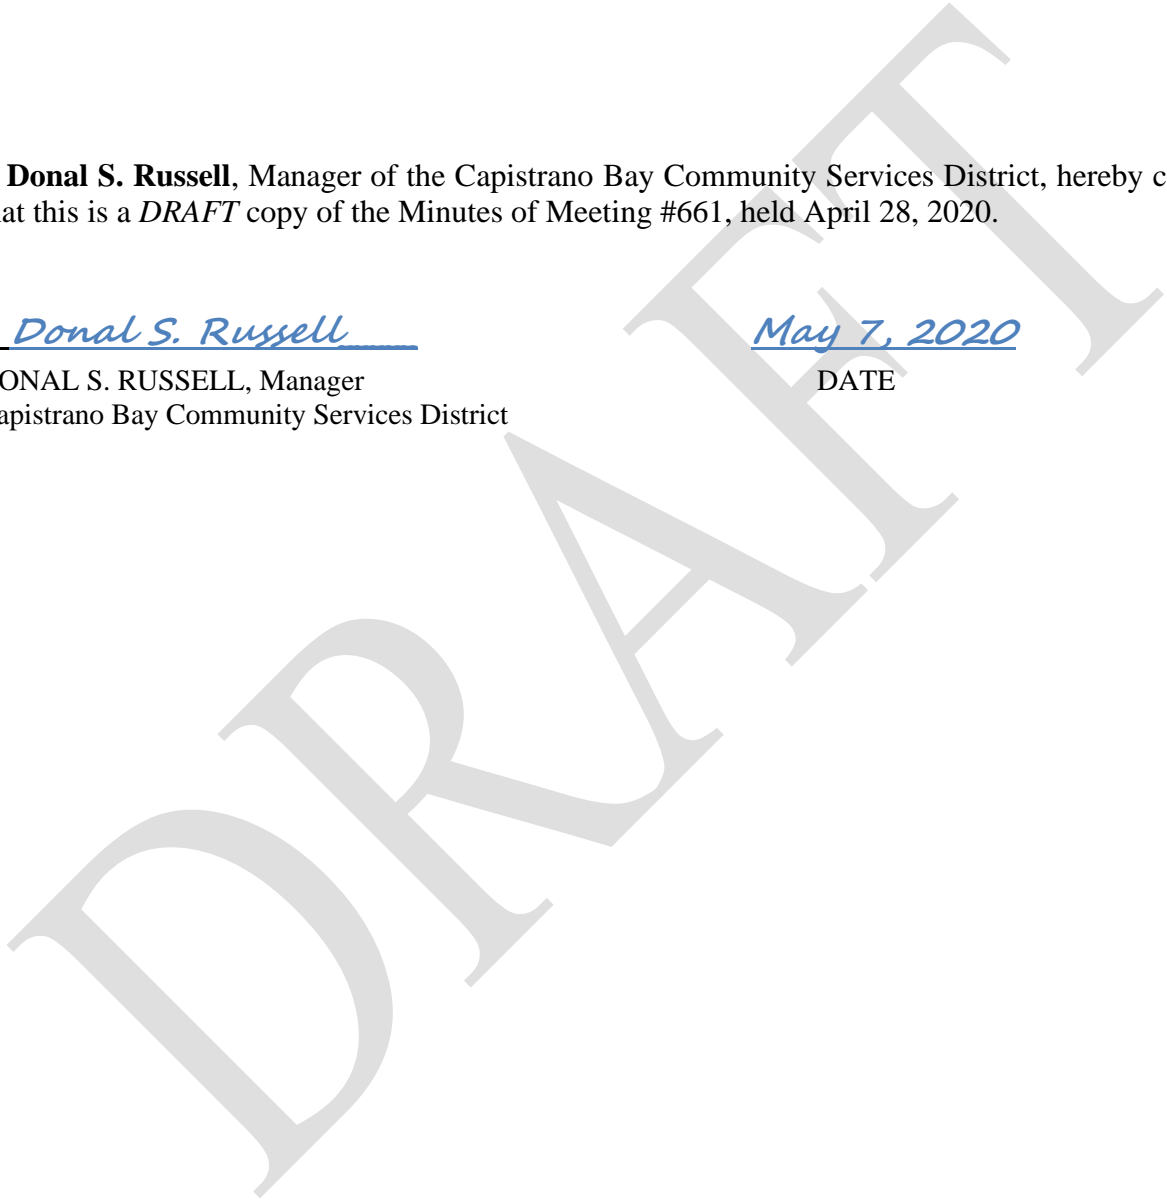 Donal S. Russell, Manager of the Capistrano Bay Community Services District, hereby c
at this is a DRAFT copy of the Minutes of Meeting #661, held April 28, 2020.
Donal S. Russell May 7, 2020
ONAL S. RUSSELL, Manager DATE
apistrano Bay Community Services District
DRAFT